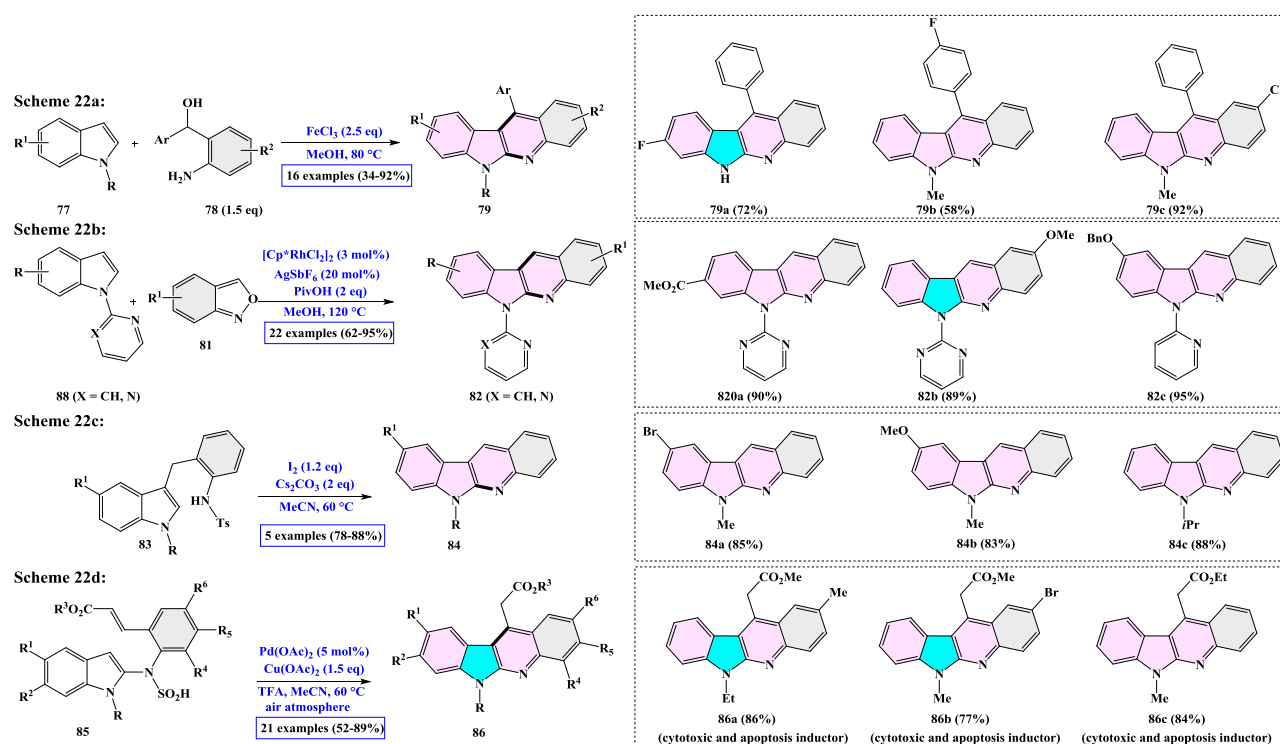 Scheme 22a:
R¹
N
R
77
+
OH
Ar
H₂N
R²
78 (1.5 eq)
FeCl₃ (2.5 eq)
MeOH, 80 °C
16 examples (34-92%)
Ar
R¹
R²
N
N
R
79
F
N
H
N
79a (72%)
F
N
N
Me
79b (58%)
N
N
Me
79c (92%)
Scheme 22b:
R
N
X
N
88 (X = CH, N)
+
R¹
O
N
81
[Cp*RhCl₂]₂ (3 mol%)
AgSbF₆ (20 mol%)
PivOH (2 eq)
MeOH, 120 °C
22 examples (62-95%)
R
R¹
N
N
X
N
82 (X = CH, N)
MeO₂C
N
N
N
N
820a (90%)
OMe
N
N
N
N
82b (89%)
BnO
N
N
N
82c (95%)
Scheme 22c:
R¹
HN
Ts
N
R
83
I₂ (1.2 eq)
Cs₂CO₃ (2 eq)
MeCN, 60 °C
5 examples (78-88%)
R¹
N
N
R
84
Br
N
N
Me
84a (85%)
MeO
N
N
Me
84b (83%)
N
N
iPr
84c (88%)
Scheme 22d:
R³O₂C
R⁶
R₅
R⁴
R¹
R²
N
SO₂H
N
R
85
Pd(OAc)₂ (5 mol%)
Cu(OAc)₂ (1.5 eq)
TFA, MeCN, 60 °C
air atmosphere
21 examples (52-89%)
CO₂R³
R¹
R⁶
R²
R₅
R⁴
N
N
R
86
CO₂Me
Me
N
N
Et
86a (86%)
(cytotoxic and apoptosis inductor)
CO₂Me
Br
N
N
Me
86b (77%)
(cytotoxic and apoptosis inductor)
CO₂Et
N
N
Me
86c (84%)
(cytotoxic and apoptosis inductor)